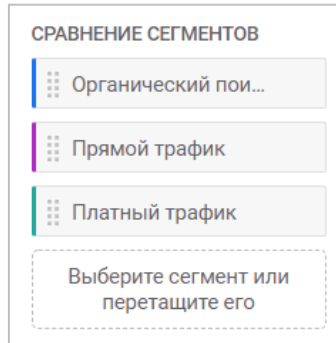 СРАВНЕНИЕ СЕГМЕНТОВ
Органический пои...
Прямой трафик
Платный трафик
Выберите сегмент или
перетащите его